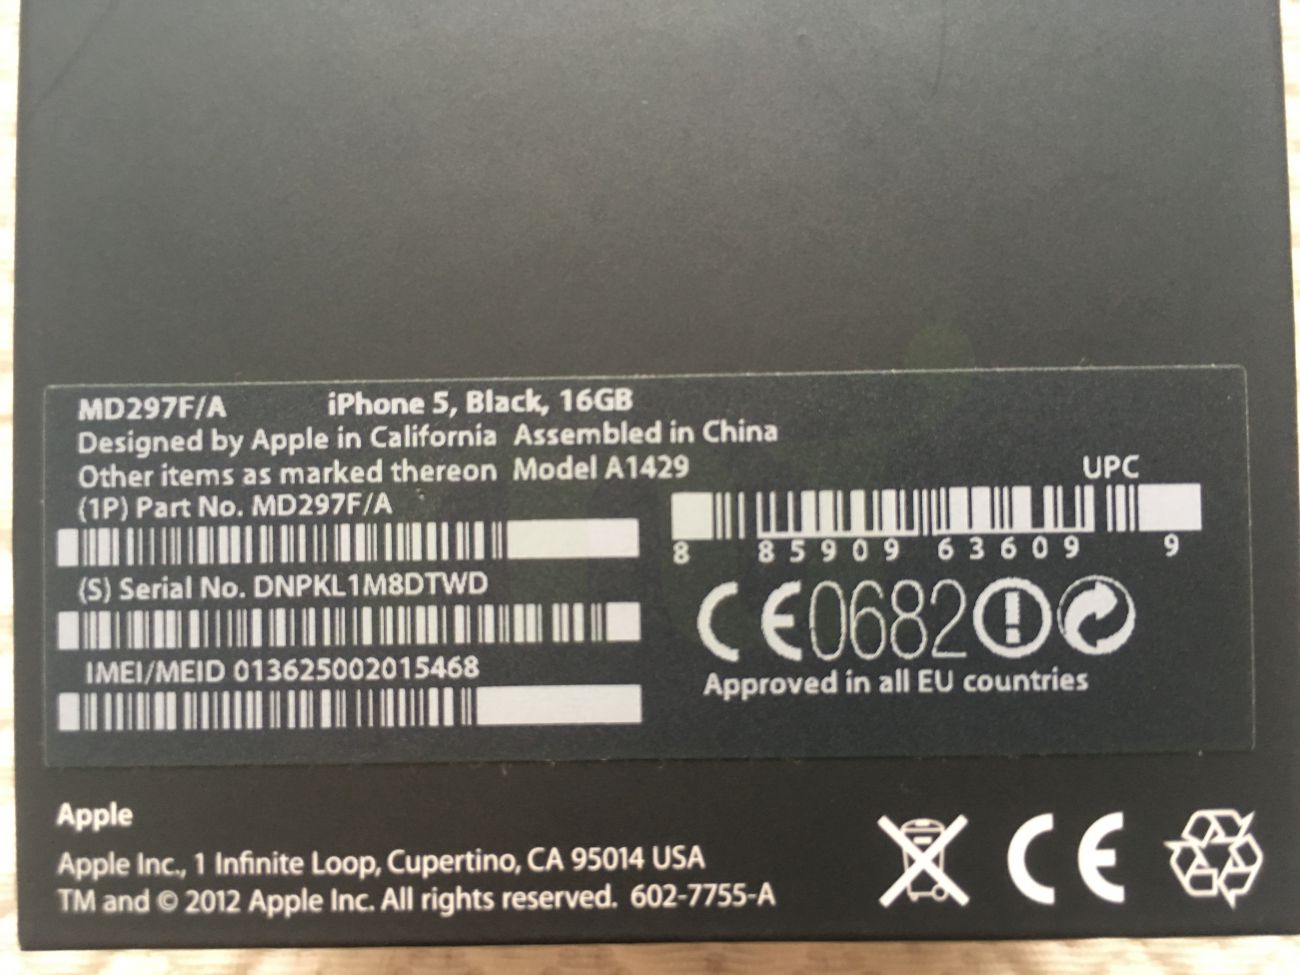 MD297F/A iPhone 5, Black, 16GB
Designed by Apple in California Assembled in China
Other items as marked thereon Model A1429
(1P) Part No. MD297F/A
(S) Serial No. DNPKL1M8DTWD
IMEI/MEID 013625002015468
UPC
8 85909 63609 9
CE0682
Approved in all EU countries
Apple
Apple Inc., 1 Infinite Loop, Cupertino, CA 95014 USA
TM and © 2012 Apple Inc. All rights reserved. 602-7755-A
CE